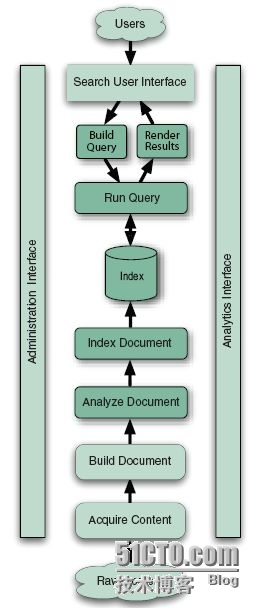 Users
Search User Interface
Build
Query
Render
Results
Run Query
Index
Administration Interface
Analytics Interface
Index Document
Analyze Document
Build Document
Acquire Content
51CTO.com
技术博客 Blog